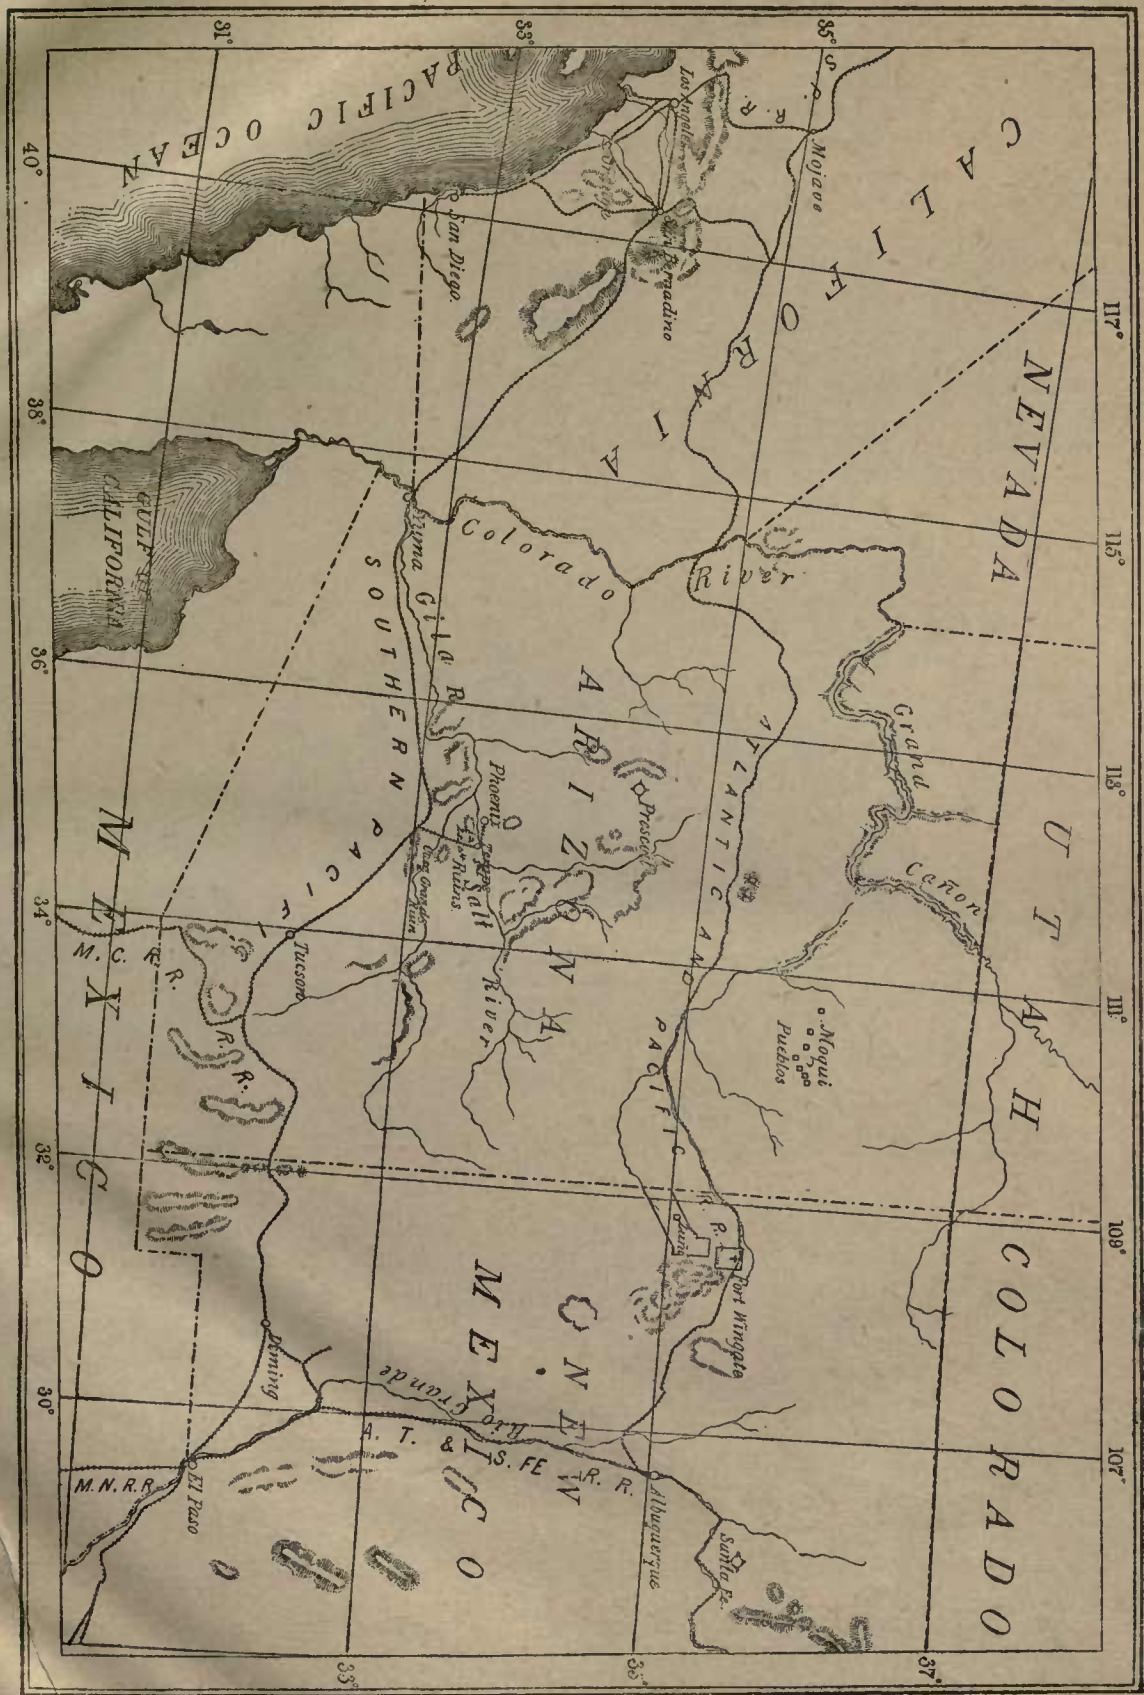 117°
115°
113°
111°
109°
107°
NEVADA
UTAH
COLORADO
CALIFORNIA
ARIZONA
NEW
MEXICO
MEXICO
PACIFIC OCEAN
GULF OF
CALIFORNIA
35°
33°
31°
37°
35°
33°
40°
38°
36°
34°
32°
30°
S. P. R. R.
Mojave
Los Angeles
San Bernadino
San Diego
Yuma
Colorado
River
Grand
Cañon
Moqui
Pueblos
ATLANTIC AND PACIFIC R. R.
Prescott
Phoenix
Ruins
Casa Grande
Ruin
Salt
River
Gila R.
SOUTHERN PACIFIC R. R.
Tucson
M. C. R. R.
Zuñi
Fort Wingate
Albuquerque
Santa Fe.
A. T. & S. FE R. R.
Rio Grande
Deming
El Paso
M. N. R. R.